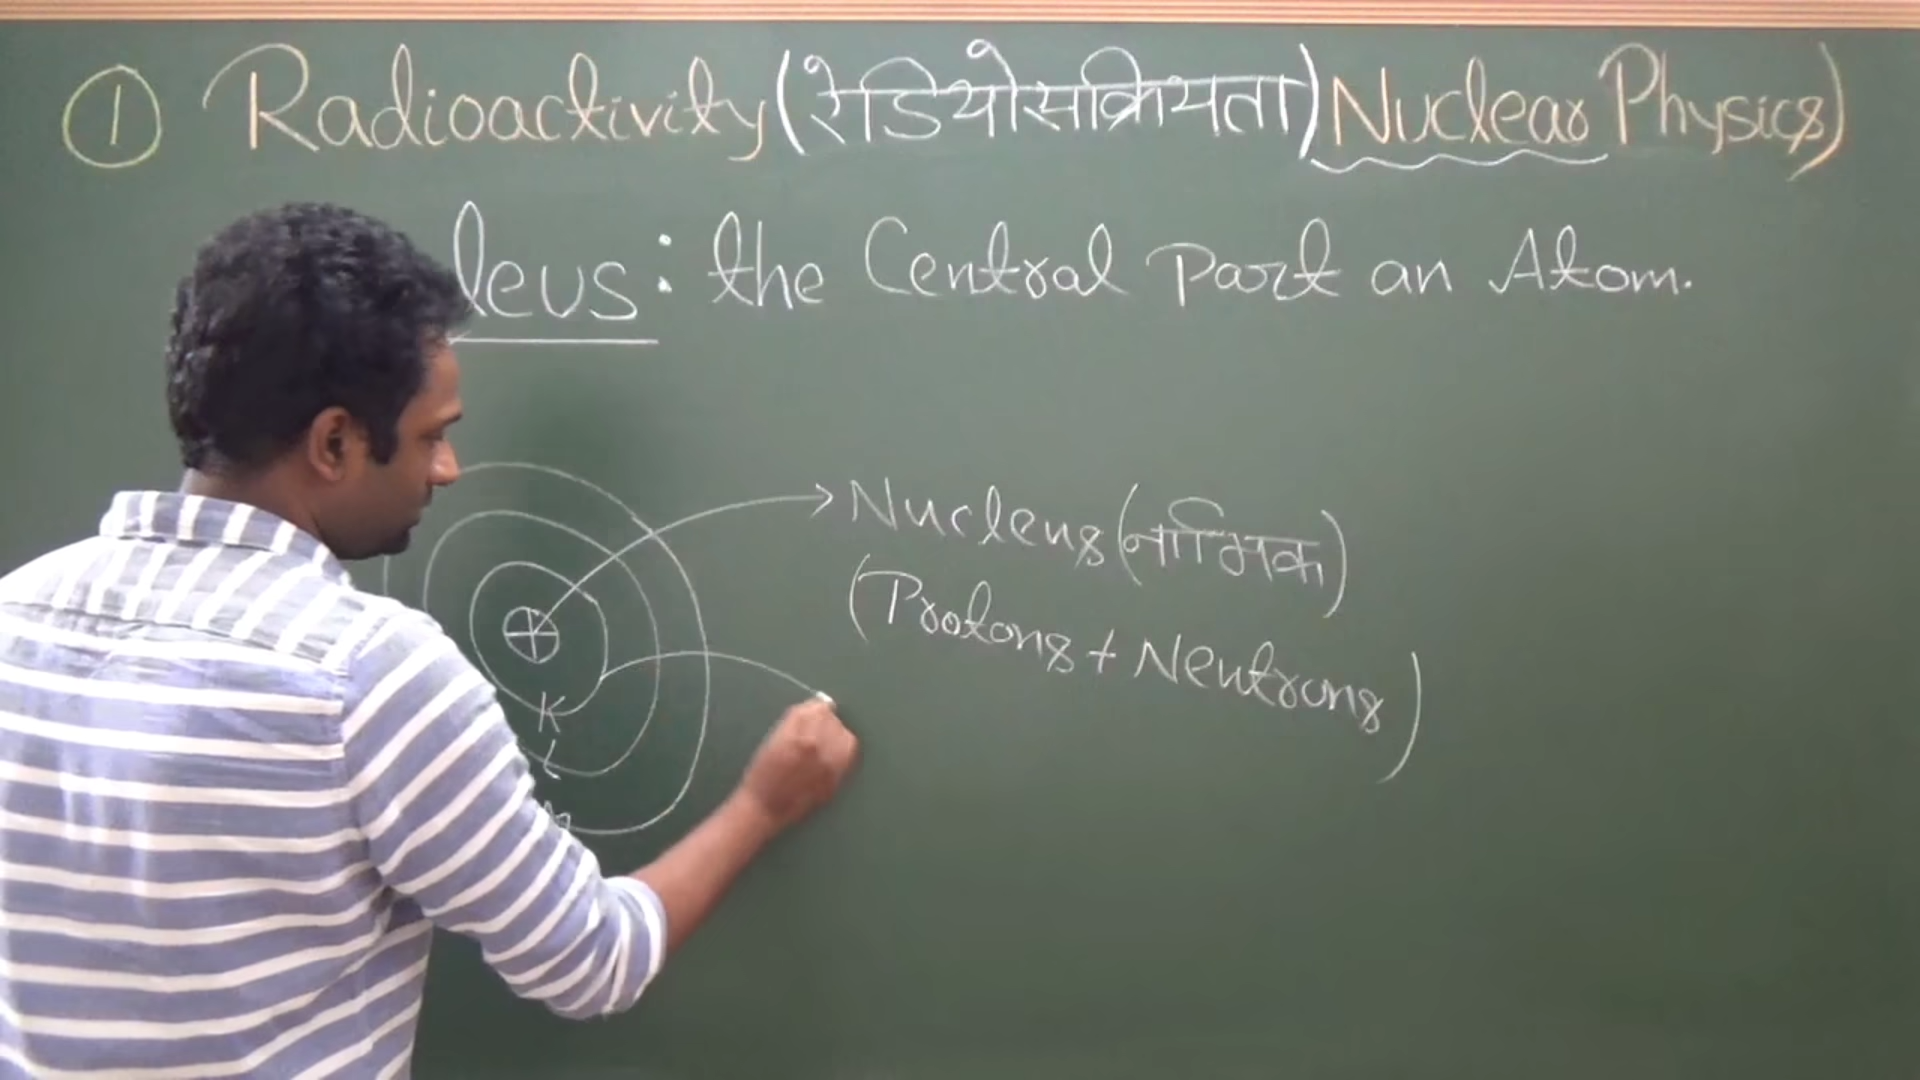 ① Radioactivity (रेडियोसक्रियता) Nuclear Physics)
leus: the Central Part an Atom.
Nucleus (नाभिक)
(Protons + Neutrons)
K
L